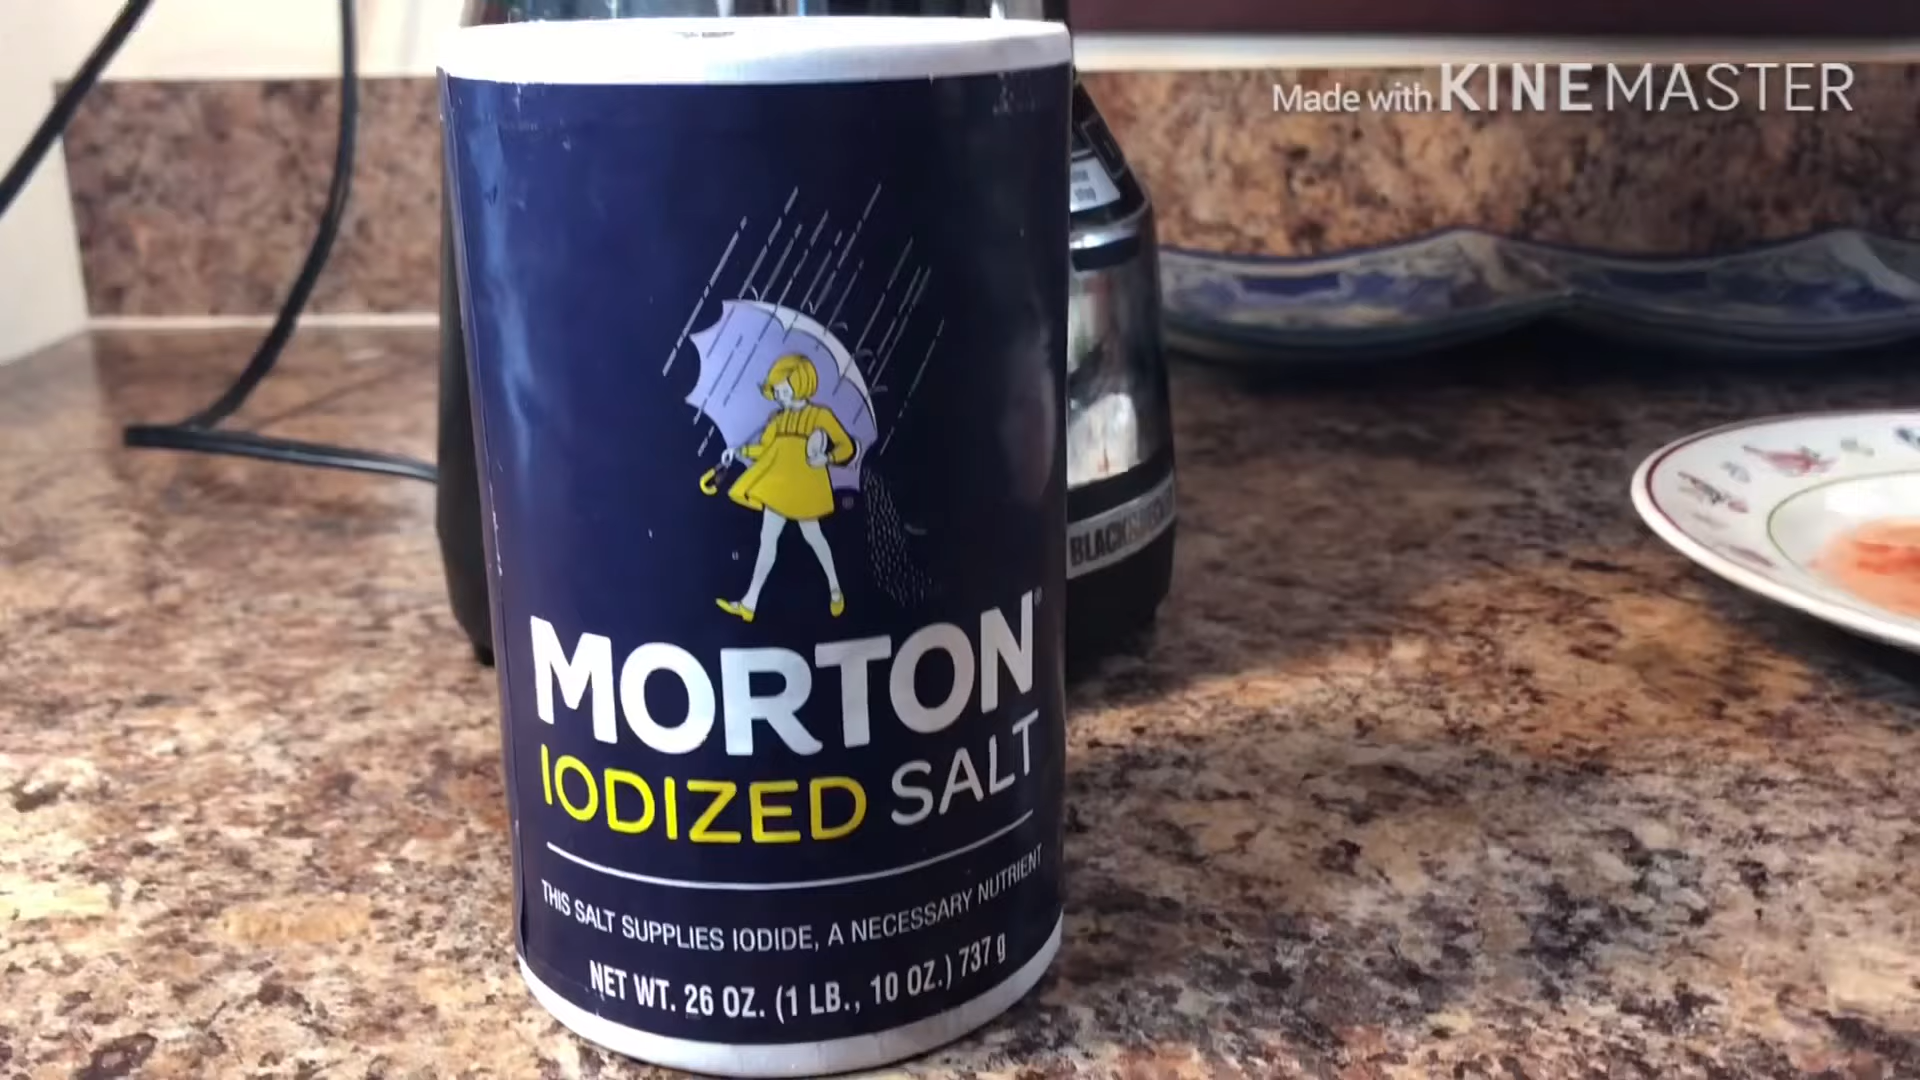 Made with KINEMASTER
MORTON®
IODIZED SALT
THIS SALT SUPPLIES IODIDE, A NECESSARY NUTRIENT
NET WT. 26 OZ. (1 LB., 10 OZ.) 737 g